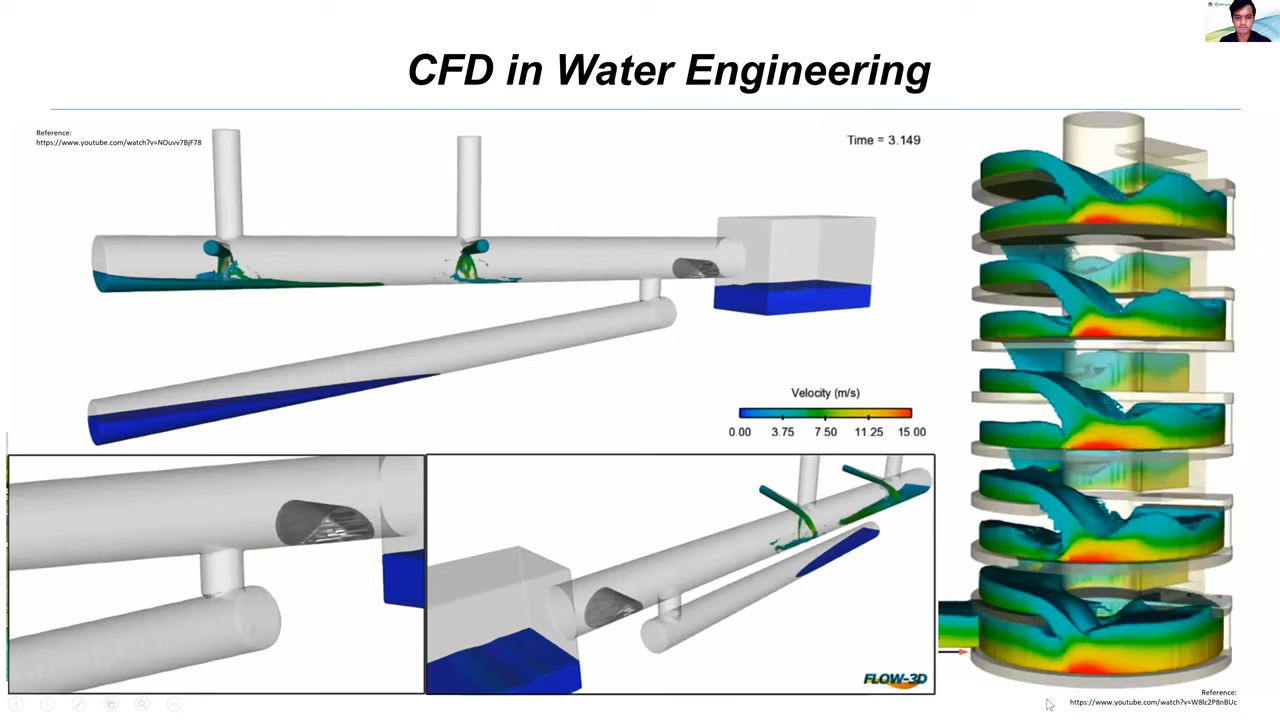 CFD in Water Engineering
Reference:
https://www.youtube.com/watch?v=NOuvv7BjF78
Time = 3.149
Velocity (m/s)
0.00 3.75 7.50 11.25 15.00
FLOW-3D
Reference:
https://www.youtube.com/watch?v=W8lc2P8nBUc